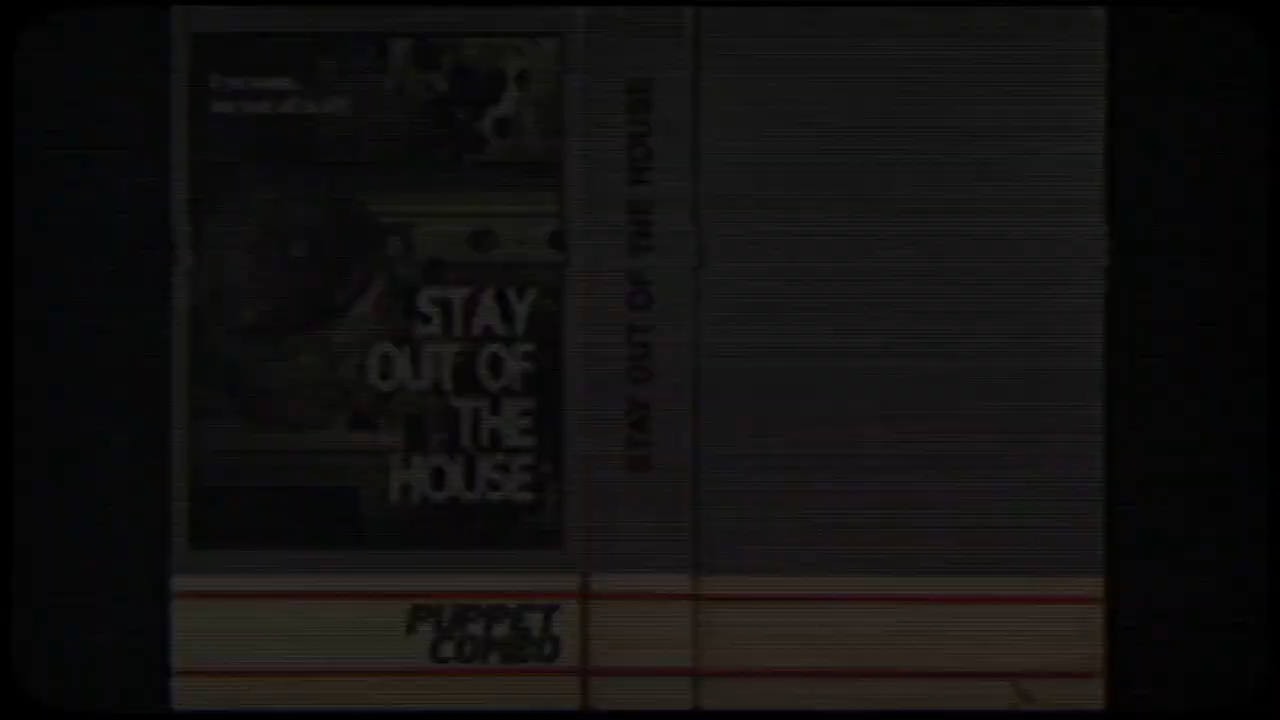 STAY
OUT OF
THE
HOUSE
STAY OUT OF THE HOUSE
PUPPET
COMBO